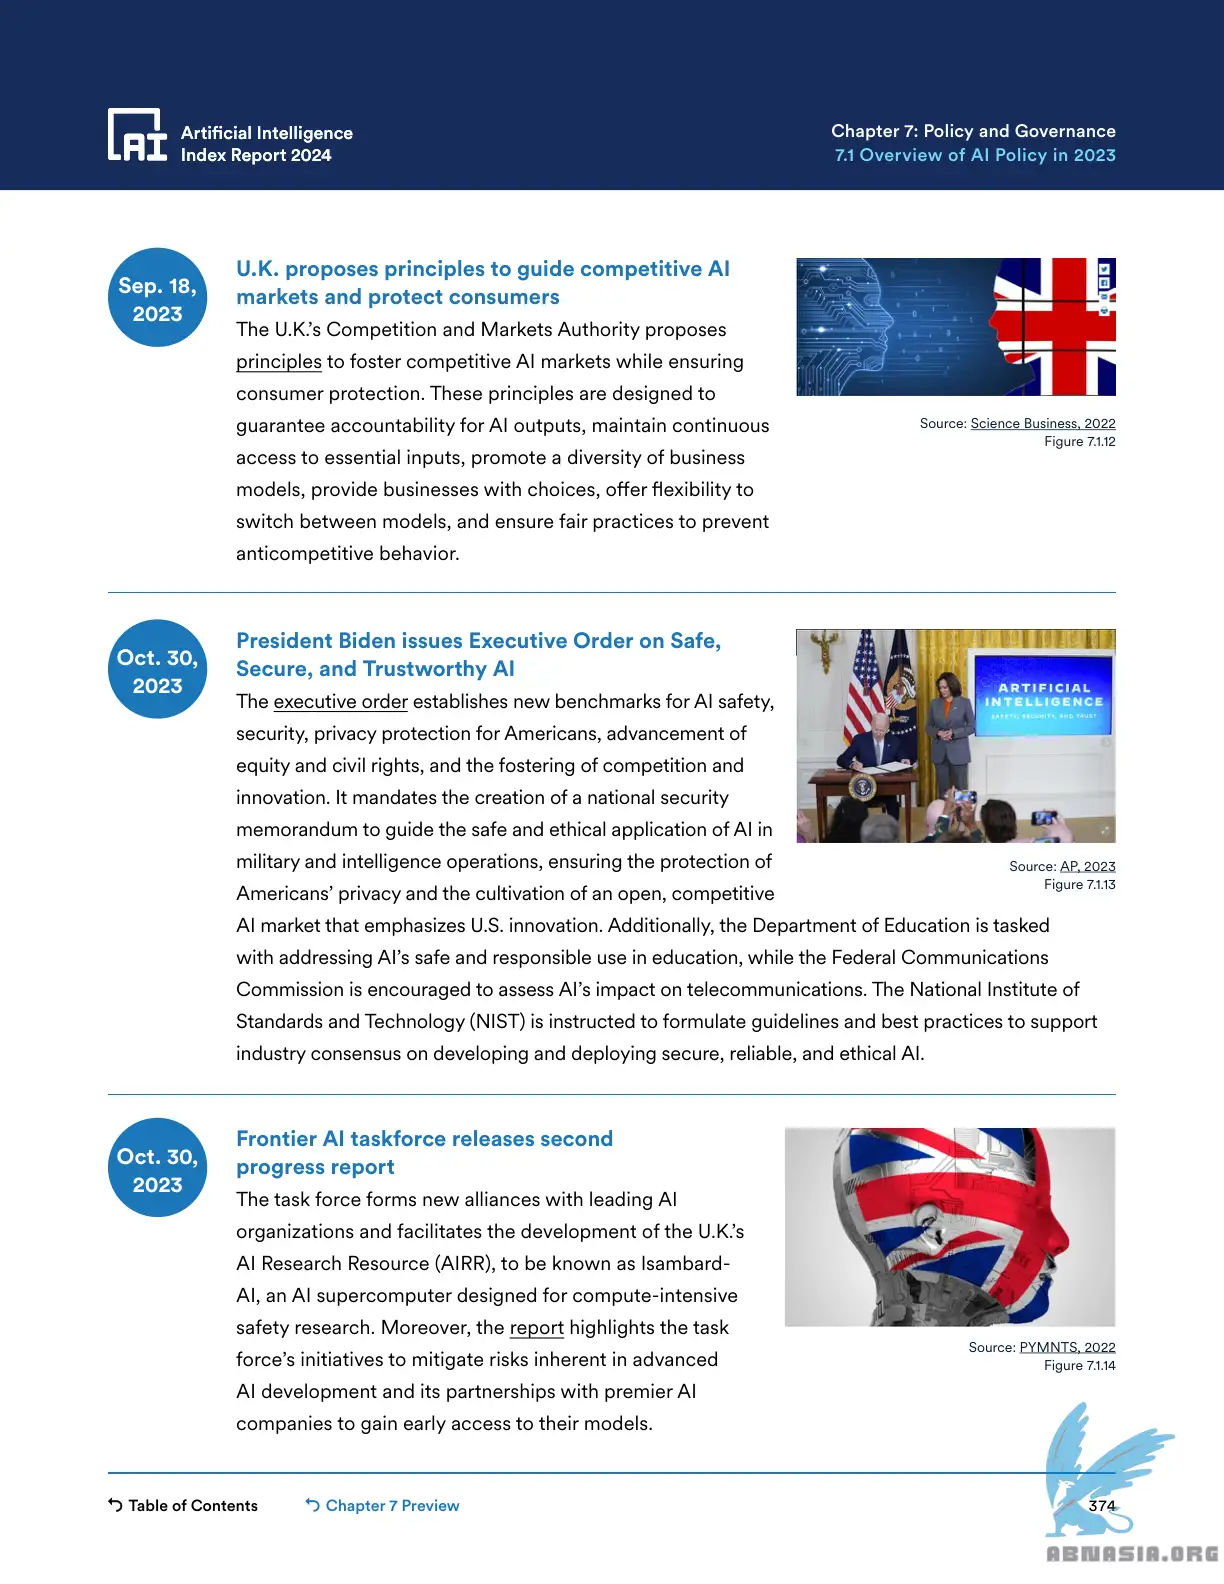 Artificial Intelligence
Index Report 2024
Chapter 7: Policy and Governance
7.1 Overview of AI Policy in 2023
Sep. 18,
2023
U.K. proposes principles to guide competitive AI
markets and protect consumers
The U.K.’s Competition and Markets Authority proposes
principles to foster competitive AI markets while ensuring
consumer protection. These principles are designed to
guarantee accountability for AI outputs, maintain continuous
access to essential inputs, promote a diversity of business
models, provide businesses with choices, offer flexibility to
switch between models, and ensure fair practices to prevent
anticompetitive behavior.
Source: Science Business, 2022
Figure 7.1.12
Oct. 30,
2023
President Biden issues Executive Order on Safe,
Secure, and Trustworthy AI
The executive order establishes new benchmarks for AI safety,
security, privacy protection for Americans, advancement of
equity and civil rights, and the fostering of competition and
innovation. It mandates the creation of a national security
memorandum to guide the safe and ethical application of AI in
military and intelligence operations, ensuring the protection of
Americans’ privacy and the cultivation of an open, competitive
AI market that emphasizes U.S. innovation. Additionally, the Department of Education is tasked
with addressing AI’s safe and responsible use in education, while the Federal Communications
Commission is encouraged to assess AI’s impact on telecommunications. The National Institute of
Standards and Technology (NIST) is instructed to formulate guidelines and best practices to support
industry consensus on developing and deploying secure, reliable, and ethical AI.
ARTIFICIAL
INTELLIGENCE
SAFETY, SECURITY, AND TRUST
Source: AP, 2023
Figure 7.1.13
Oct. 30,
2023
Frontier AI taskforce releases second
progress report
The task force forms new alliances with leading AI
organizations and facilitates the development of the U.K.’s
AI Research Resource (AIRR), to be known as Isambard-
AI, an AI supercomputer designed for compute-intensive
safety research. Moreover, the report highlights the task
force’s initiatives to mitigate risks inherent in advanced
AI development and its partnerships with premier AI
companies to gain early access to their models.
Source: PYMNTS, 2022
Figure 7.1.14
Table of Contents
Chapter 7 Preview
374
ABNASIA.ORG